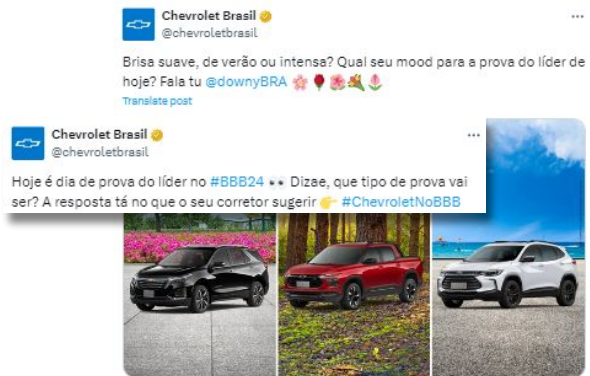 Chevrolet Brasil
@chevroletbrasil
Brisa suave, de verão ou intensa? Qual seu mood para a prova do líder de
hoje? Fala tu @downyBRA 🌸🌹🌺💐🌷
Translate post
Chevrolet Brasil
@chevroletbrasil
Hoje é dia de prova do líder no #BBB24 👀 Dizae, que tipo de prova vai
ser? A resposta tá no que o seu corretor sugerir 👉 #ChevroletNoBBB